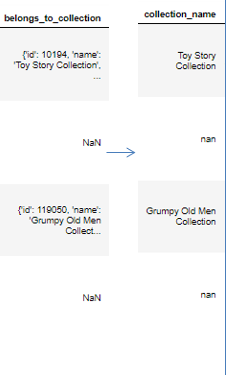 belongs_to_collection
{'id': 10194, 'name':
'Toy Story Collection',
...
NaN
{'id': 119050, 'name':
'Grumpy Old Men
Collect...
NaN
collection_name
Toy Story
Collection
nan
Grumpy Old Men
Collection
nan